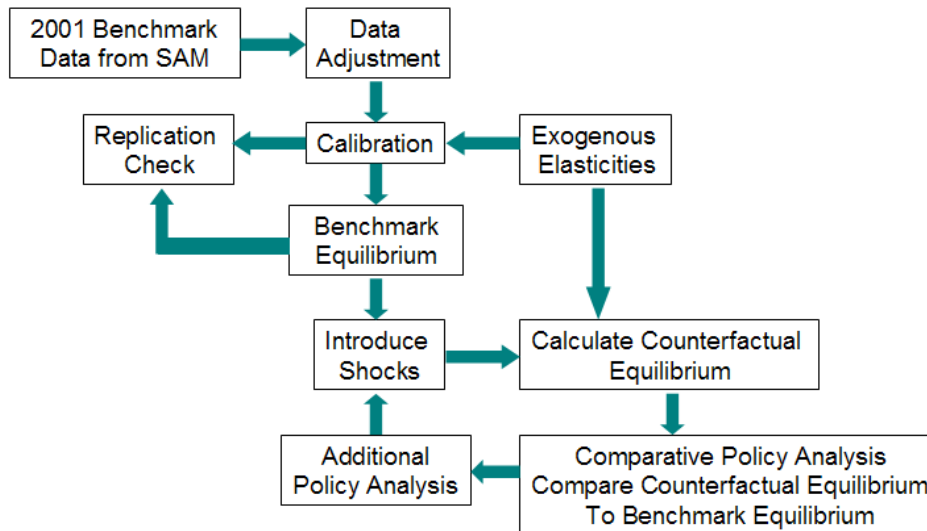 2001 Benchmark
Data from SAM
Data
Adjustment
Replication
Check
Calibration
Exogenous
Elasticities
Benchmark
Equilibrium
Introduce
Shocks
Calculate Counterfactual
Equilibrium
Additional
Policy Analysis
Comparative Policy Analysis
Compare Counterfactual Equilibrium
To Benchmark Equilibrium